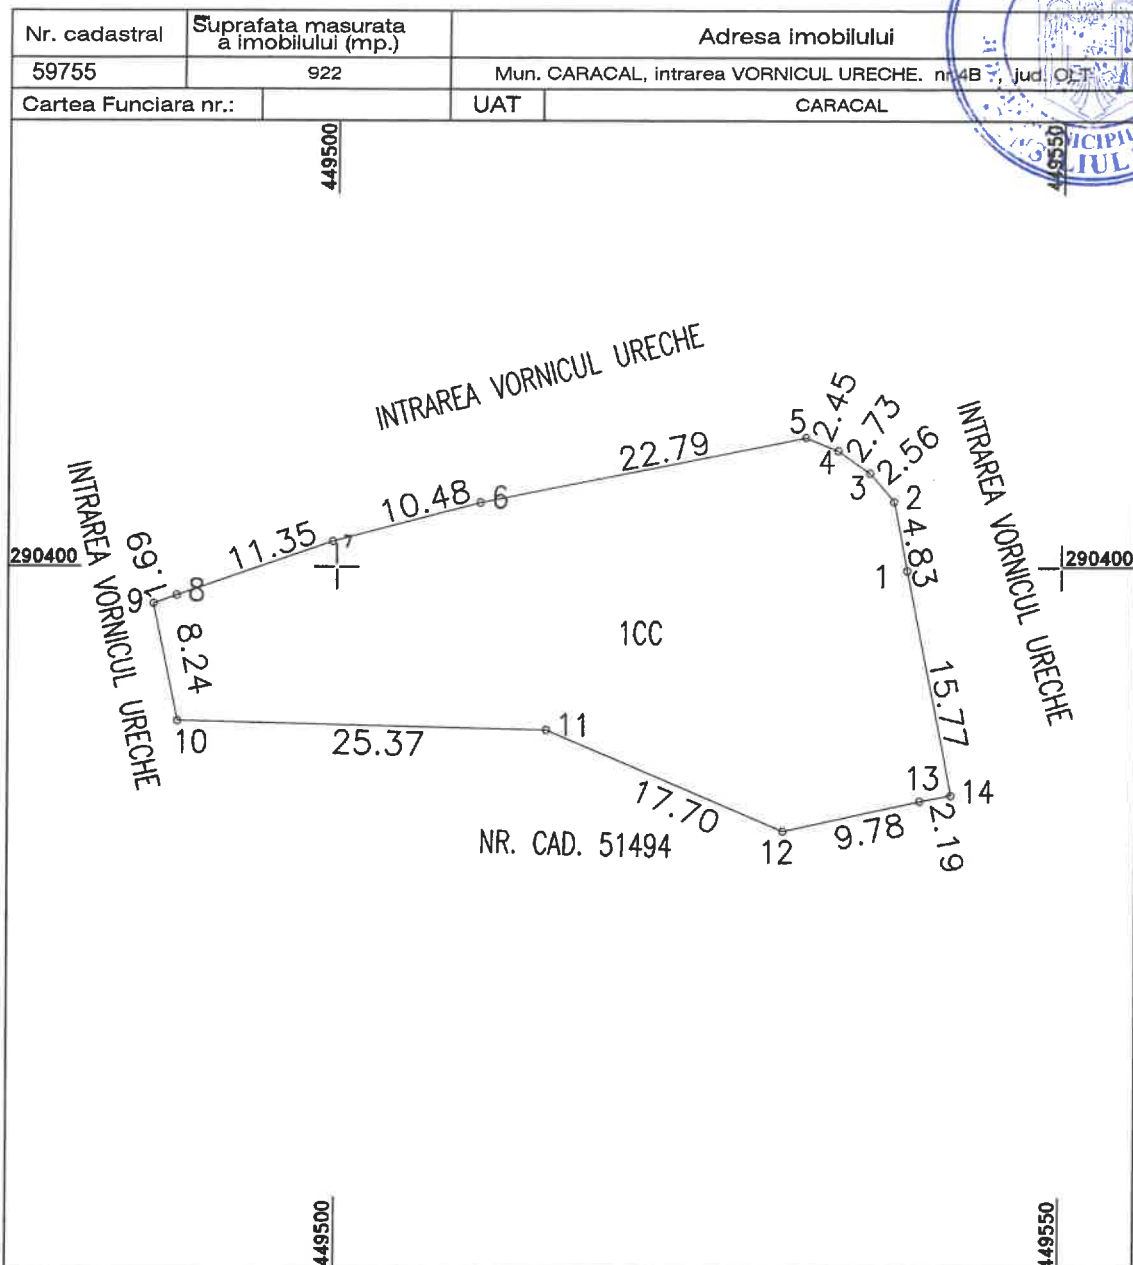 Nr. cadastral
Suprafata masurata
a imobilului (mp.)
Adresa imobilului
59755
922
Mun. CARACAL, intrarea VORNICUL URECHE. nr 4B , jud. OLT
Cartea Funciara nr.:
UAT
CARACAL
449500
449550
INTRAREA VORNICUL URECHE
5
2.45
2.73
2.56
22.79
4
3
2
10.48
6
INTRAREA VORNICUL URECHE
4.83
1
11.35
7
290400
290400
INTRAREA VORNICUL URECHE
1.69
9
8
8.24
1CC
15.77
10
25.37
11
17.70
13
14
9.78
2.19
12
NR. CAD. 51494
449500
449550